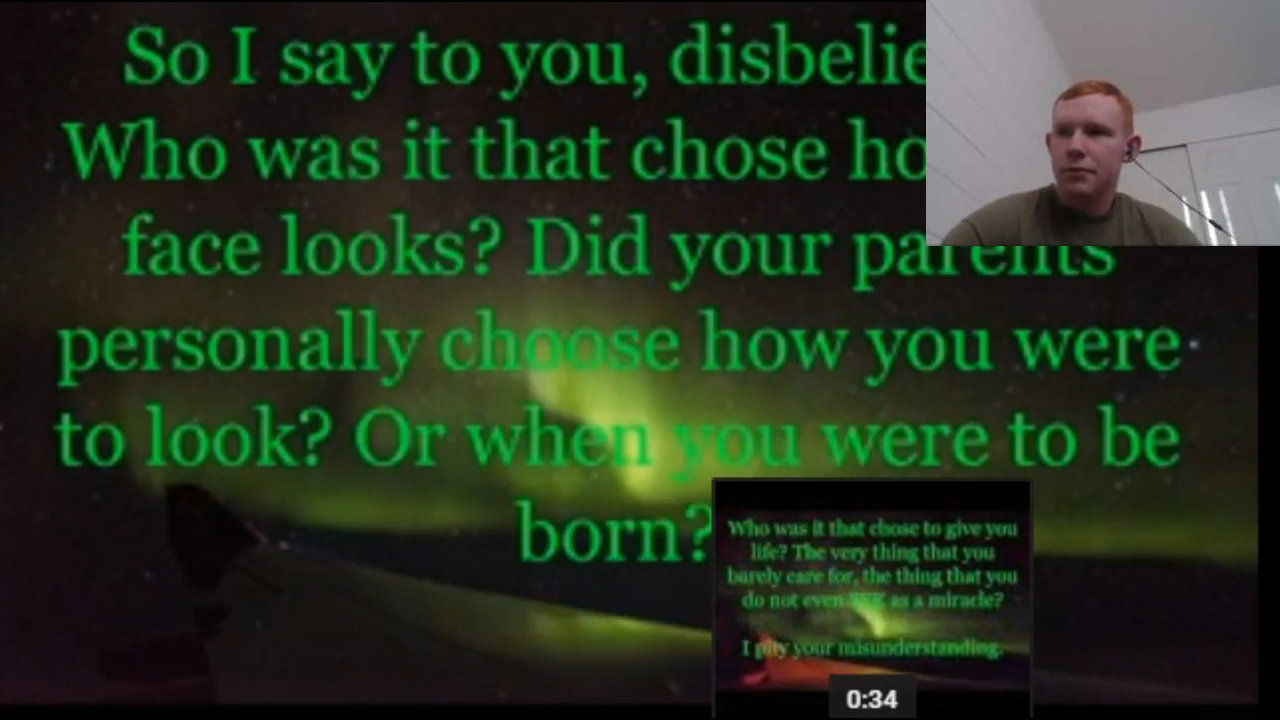 So I say to you,
Who was it that chose
face looks? Did your parents
personally choose how you were
to look? Or when you were to be
born?
Who was it that chose to give you
life? The very thing that you
barely care for, the thing that you
do not even SEE as a miracle?
I pity your misunderstanding.
0:34